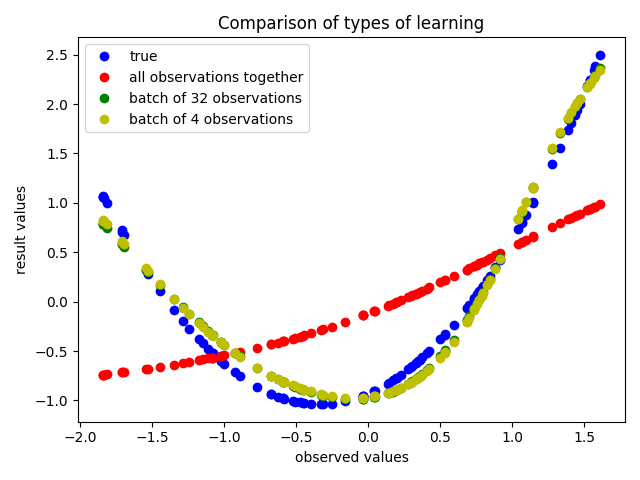 Comparison of types of learning
true
all observations together
batch of 32 observations
batch of 4 observations
result values
2.5
2.0
1.5
1.0
0.5
0.0
−0.5
−1.0
−2.0 −1.5 −1.0 −0.5 0.0 0.5 1.0 1.5
observed values